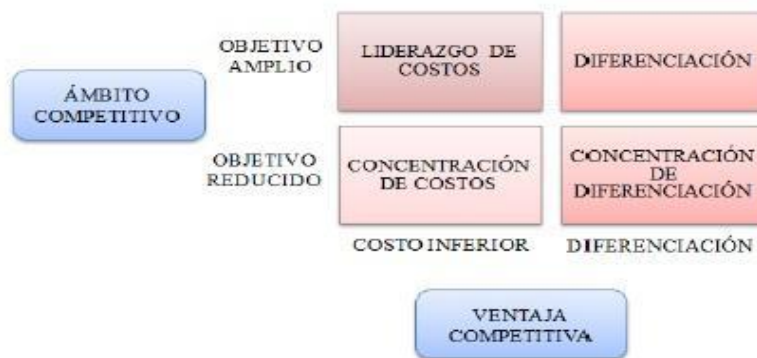 OBJETIVO
AMPLIO
LIDERAZGO DE
COSTOS
DIFERENCIACIÓN
ÁMBITO
COMPETITIVO
OBJETIVO
REDUCIDO
CONCENTRACIÓN
DE COSTOS
CONCENTRACIÓN
DE
DIFERENCIACIÓN
COSTO INFERIOR
DIFERENCIACIÓN
VENTAJA
COMPETITIVA